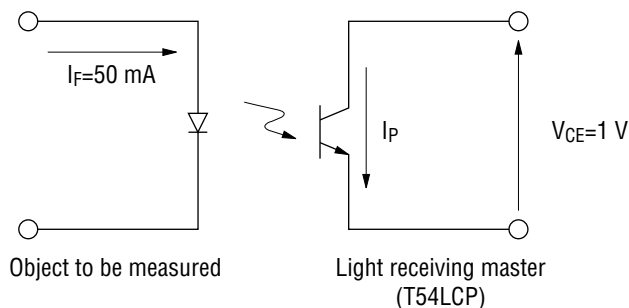 I_F=50 mA
I_P
V_CE=1 V
Object to be measured
Light receiving master
(T54LCP)